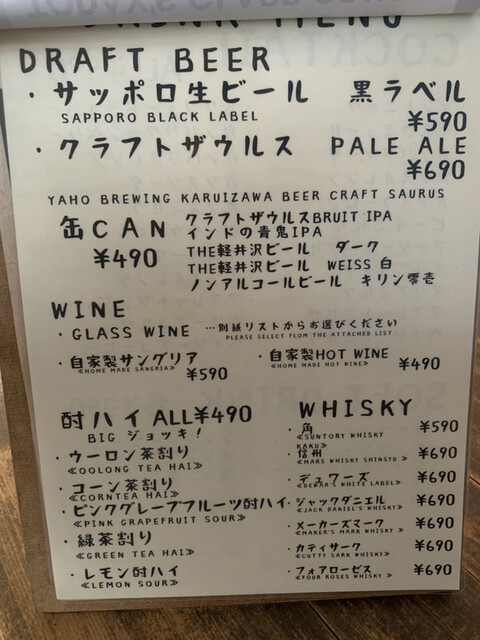 DRINK MENU
DRAFT BEER
・サッポロ生ビール 黒ラベル
SAPPORO BLACK LABEL
¥590
・クラフトザウルス PALE ALE
¥690
YAHO BREWING KARUIZAWA BEER CRAFT SAURUS
缶CAN
¥490
クラフトザウルスBRUIT IPA
インドの青鬼IPA
THE軽井沢ビール ダーク
THE軽井沢ビール WEISS 白
ノンアルコールビール キリン零壱
WINE
・GLASS WINE …別紙リストからお選びください
PLEASE SELECT FLOM THE ATTACHED LIST
・自家製サングリア
≪HOME MADE SANGRIA≫ ¥590
・自家製HOT WINE
≪HOME MADE HOT WINE≫ ¥490
酎ハイ ALL¥490
BIG ジョッキ!
・ウーロン茶割り
≪OOLONG TEA HAI≫
・コーン茶割り
≪CORNTEA HAI≫
・ピンクグレープフルーツ酎ハイ
≪PINK GRAPEFRUIT SOUR≫
・緑茶割り
≪GREEN TEA HAI≫
・レモン酎ハイ
≪LEMON SOUR≫
WHISKY
・角 ¥590
≪SUNTORY WHISKY KAKU≫
・信州 ¥690
≪MARS WHISKY SHINSYU ≫
・デュワーズ ¥690
WHITE LABEL≫
・ジャックダニエル ¥690
≪JACK DANIEL'S WHISKY≫
・メーカーズマーク ¥690
≪MAKER'S MARK WHISKY ≫
・カティサーク ¥690
≪CUTTY SARK WHISKY ≫
・フォアローゼス ¥690
≪FOUR ROSES WHISKY ≫